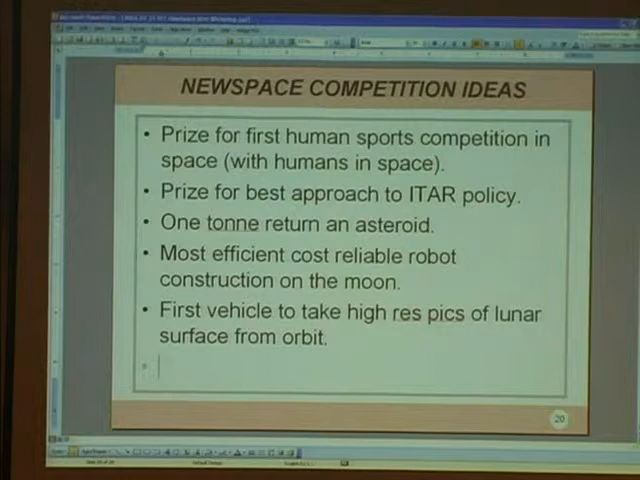 NEWSPACE COMPETITION IDEAS
• Prize for first human sports competition in
space (with humans in space).
• Prize for best approach to ITAR policy.
• One tonne return an asteroid.
• Most efficient cost reliable robot
construction on the moon.
• First vehicle to take high res pics of lunar
surface from orbit.
20